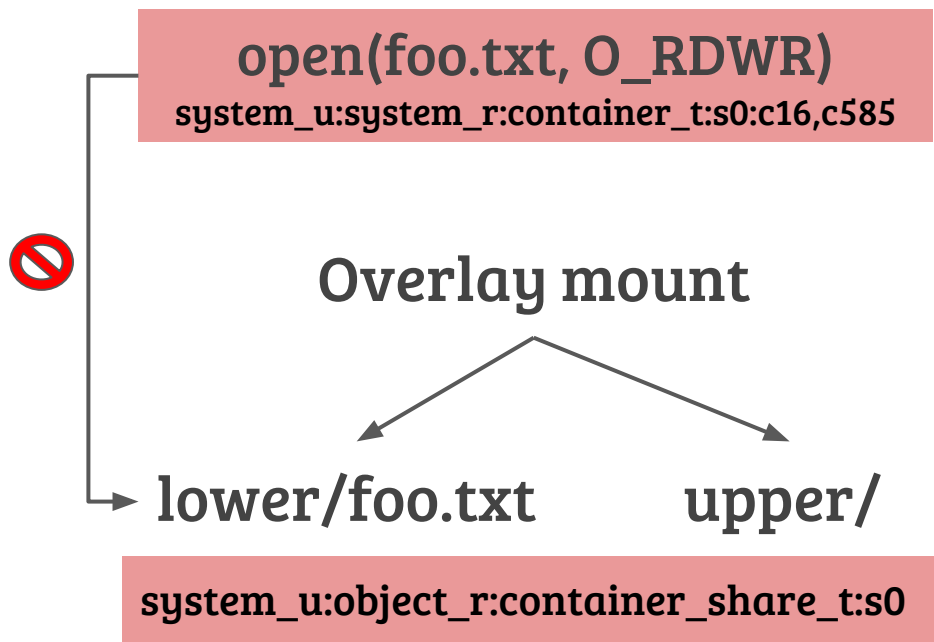 open(foo.txt, O_RDWR)
system_u:system_r:container_t:s0:c16,c585
Overlay mount
lower/foo.txt upper/
system_u:object_r:container_share_t:s0